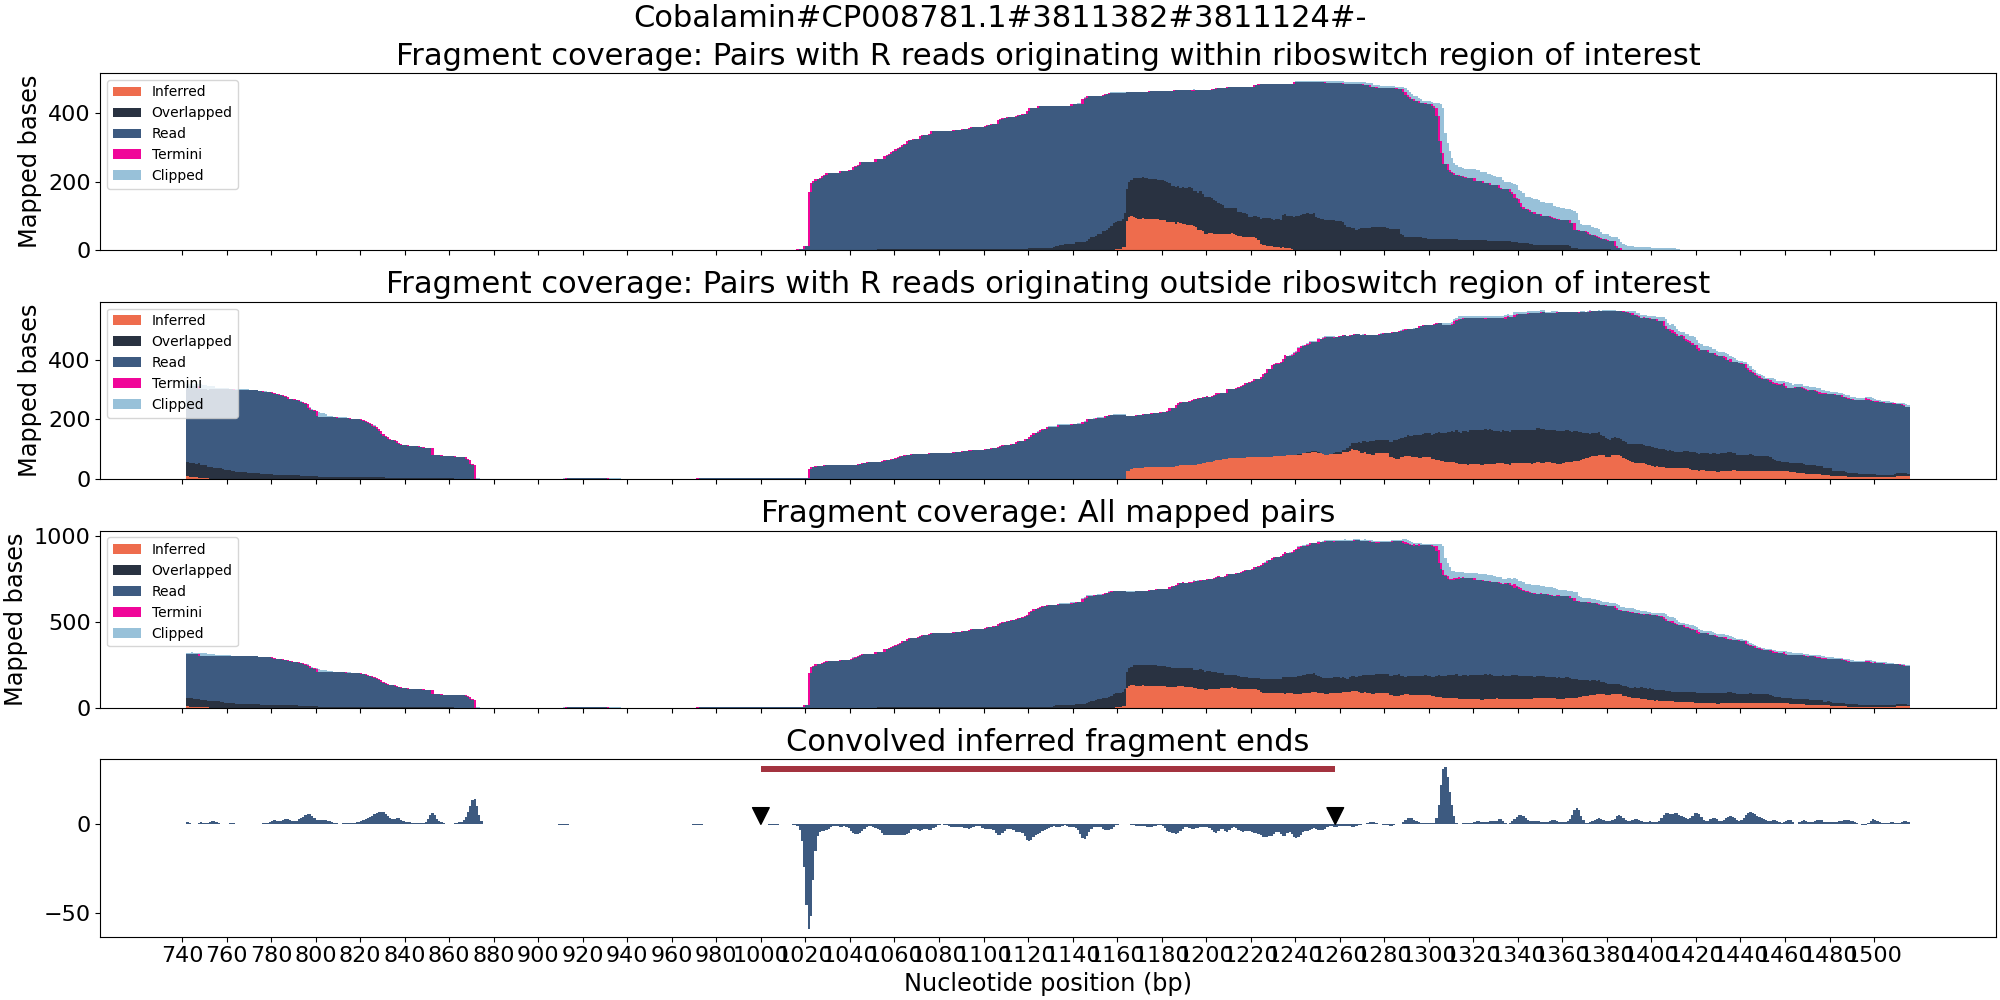 Cobalamin#CP008781.1#3811382#3811124#-
Fragment coverage: Pairs with R reads originating within riboswitch region of interest
Mapped bases
400
200
0
Inferred
Overlapped
Read
Termini
Clipped
Fragment coverage: Pairs with R reads originating outside riboswitch region of interest
Mapped bases
400
200
0
Inferred
Overlapped
Read
Termini
Clipped
Fragment coverage: All mapped pairs
Mapped bases
1000
500
0
Inferred
Overlapped
Read
Termini
Clipped
Convolved inferred fragment ends
0
−50
740 760 780 800 820 840 860 880 900 920 940 960 980 1000 1020 1040 1060 1080 1100 1120 1140 1160 1180 1200 1220 1240 1260 1280 1300 1320 1340 1360 1380 1400 1420 1440 1460 1480 1500
Nucleotide position (bp)